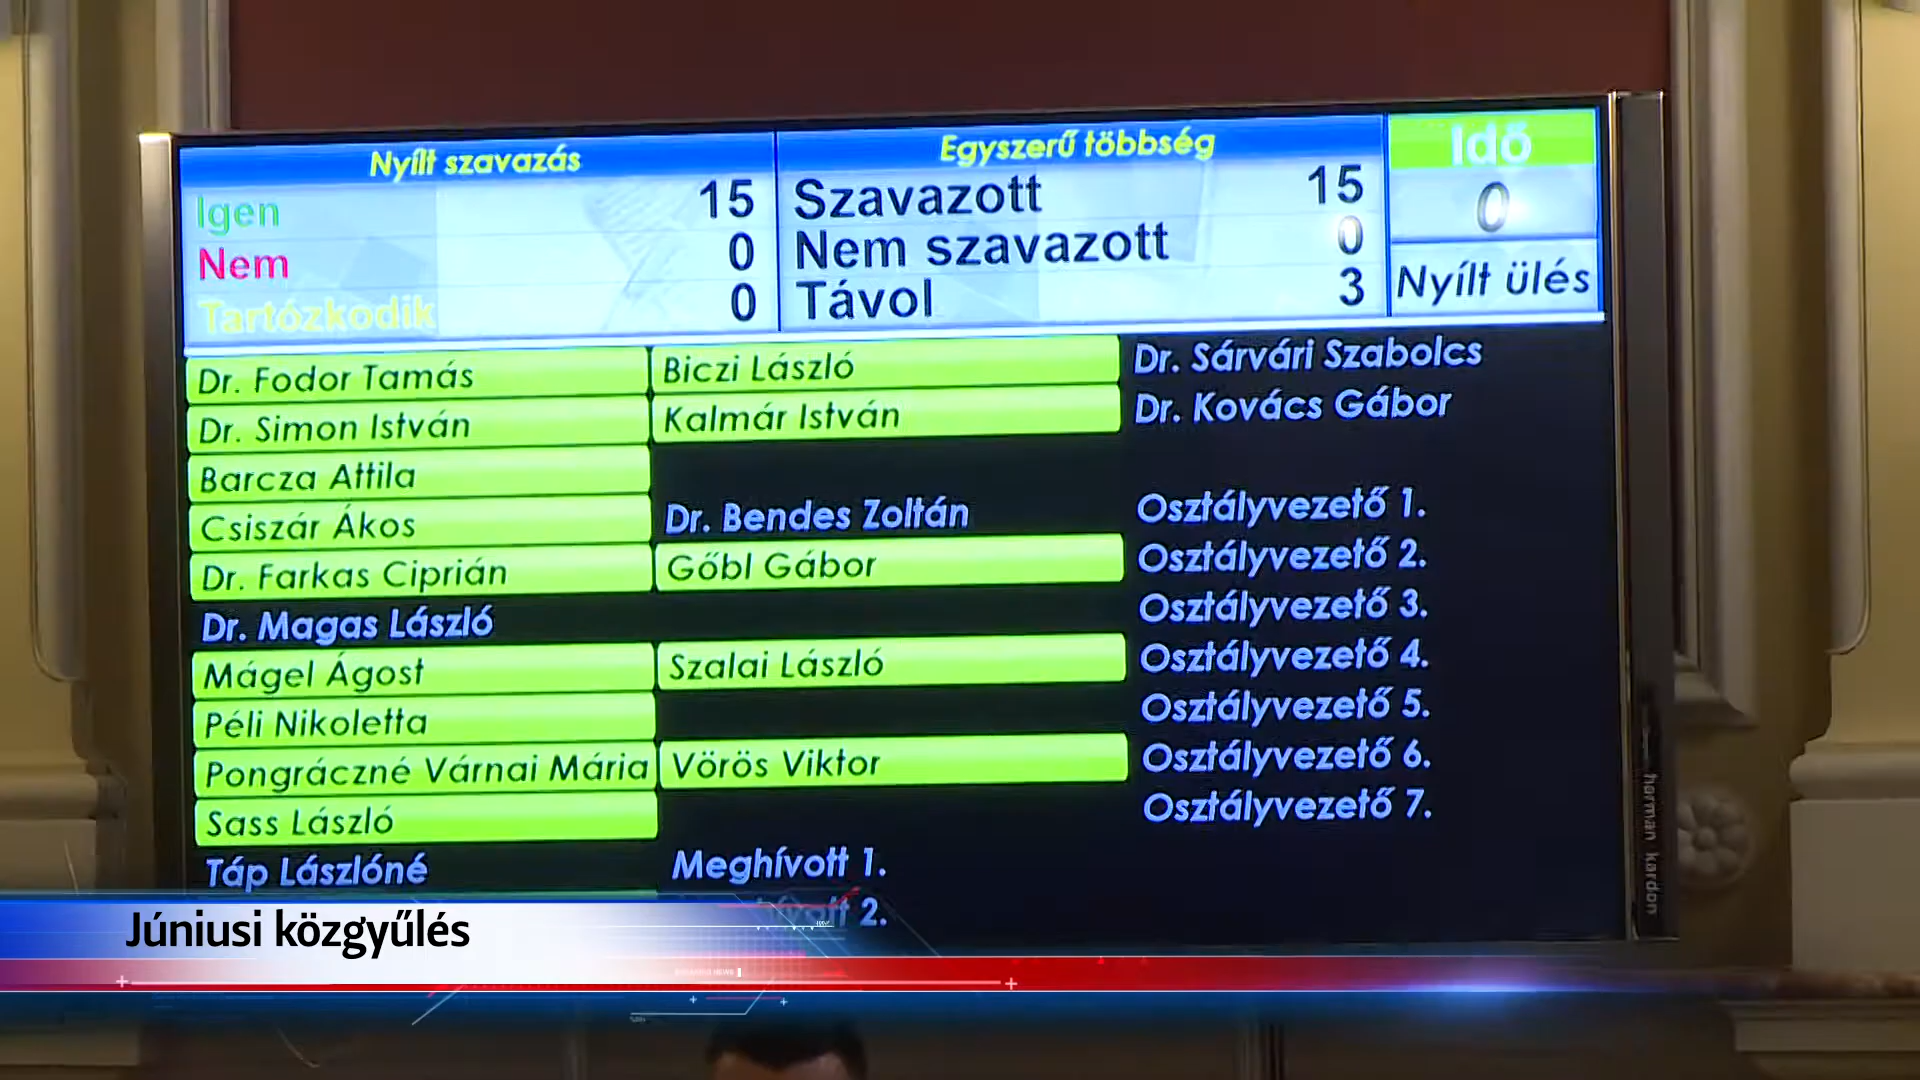 Nyílt szavazás
Igen 15
Nem 0
Tartózkodik 0
Egyszerű többség
Szavazott 15
Nem szavazott 0
Távol 3
Idő
0
Nyílt ülés
Dr. Fodor Tamás
Dr. Simon István
Barcza Attila
Csiszár Ákos
Dr. Farkas Ciprián
Dr. Magas László
Mágel Ágost
Péli Nikoletta
Pongráczné Várnai Mária
Sass László
Táp Lászlóné
Biczi László
Kalmár István
Dr. Bendes Zoltán
Gőbl Gábor
Szalai László
Vörös Viktor
Meghívott 1.
2.
Dr. Sárvári Szabolcs
Dr. Kovács Gábor
Osztályvezető 1.
Osztályvezető 2.
Osztályvezető 3.
Osztályvezető 4.
Osztályvezető 5.
Osztályvezető 6.
Osztályvezető 7.
harman kardon
Júniusi közgyűlés